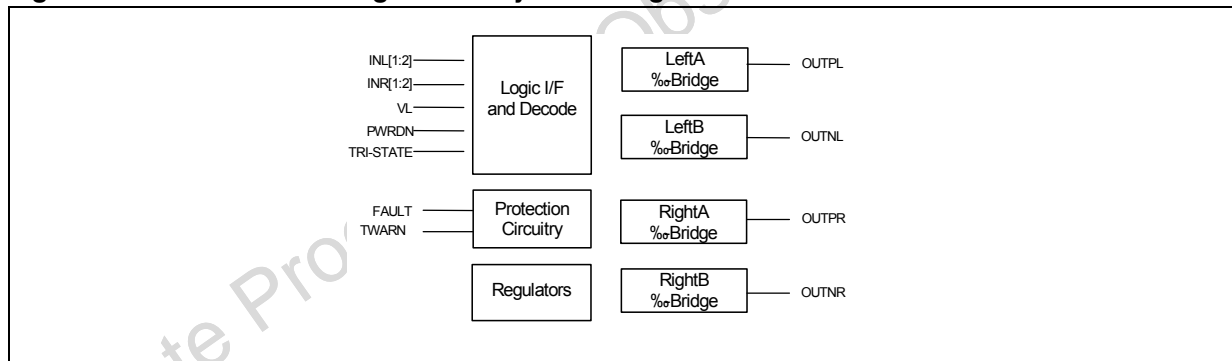 INL[1:2]
INR[1:2]
VL
PWRDN
TRI-STATE
Logic I/F
and Decode
LeftA
‰σBridge
OUTPL
LeftB
‰σBridge
OUTNL
FAULT
TWARN
Protection
Circuitry
RightA
‰σBridge
OUTPR
Regulators
RightB
‰σBridge
OUTNR